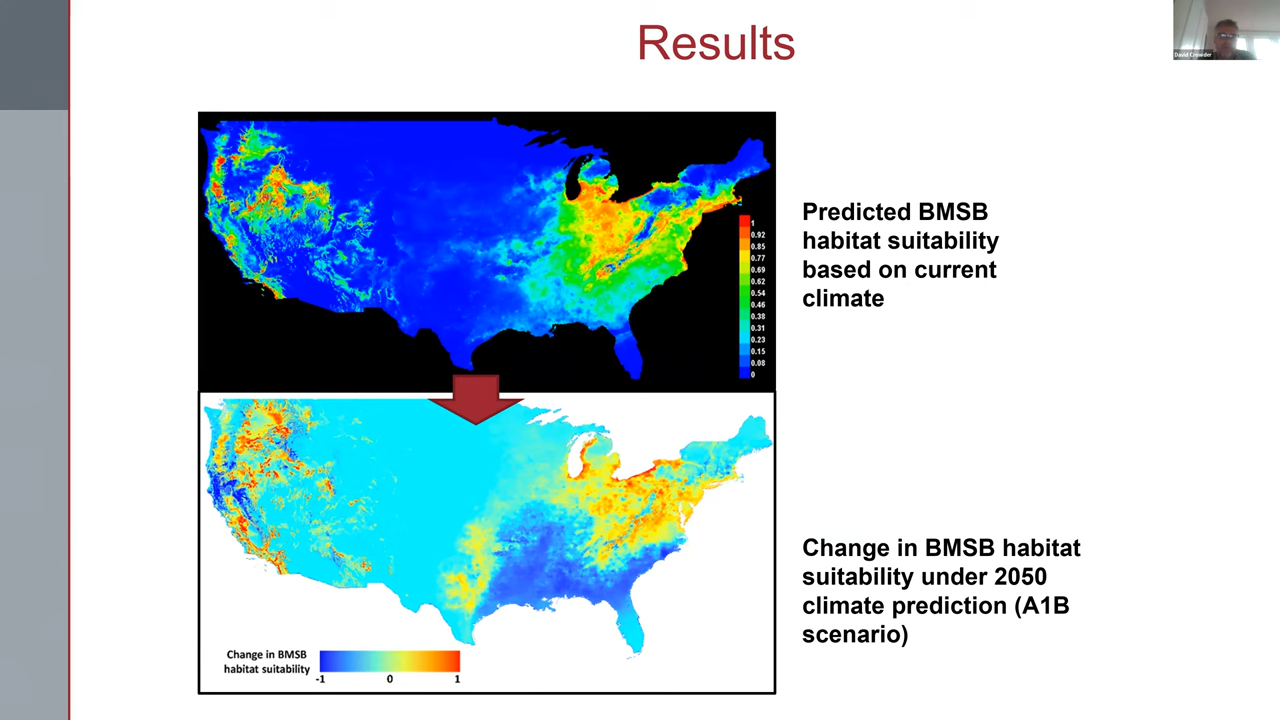 Results
David Crowder
Predicted BMSB
habitat suitability
based on current
climate
1
0.92
0.85
0.77
0.69
0.62
0.54
0.46
0.38
0.31
0.23
0.15
0.08
0
Change in BMSB habitat
suitability under 2050
climate prediction (A1B
scenario)
Change in BMSB
habitat suitability
-1
0
1